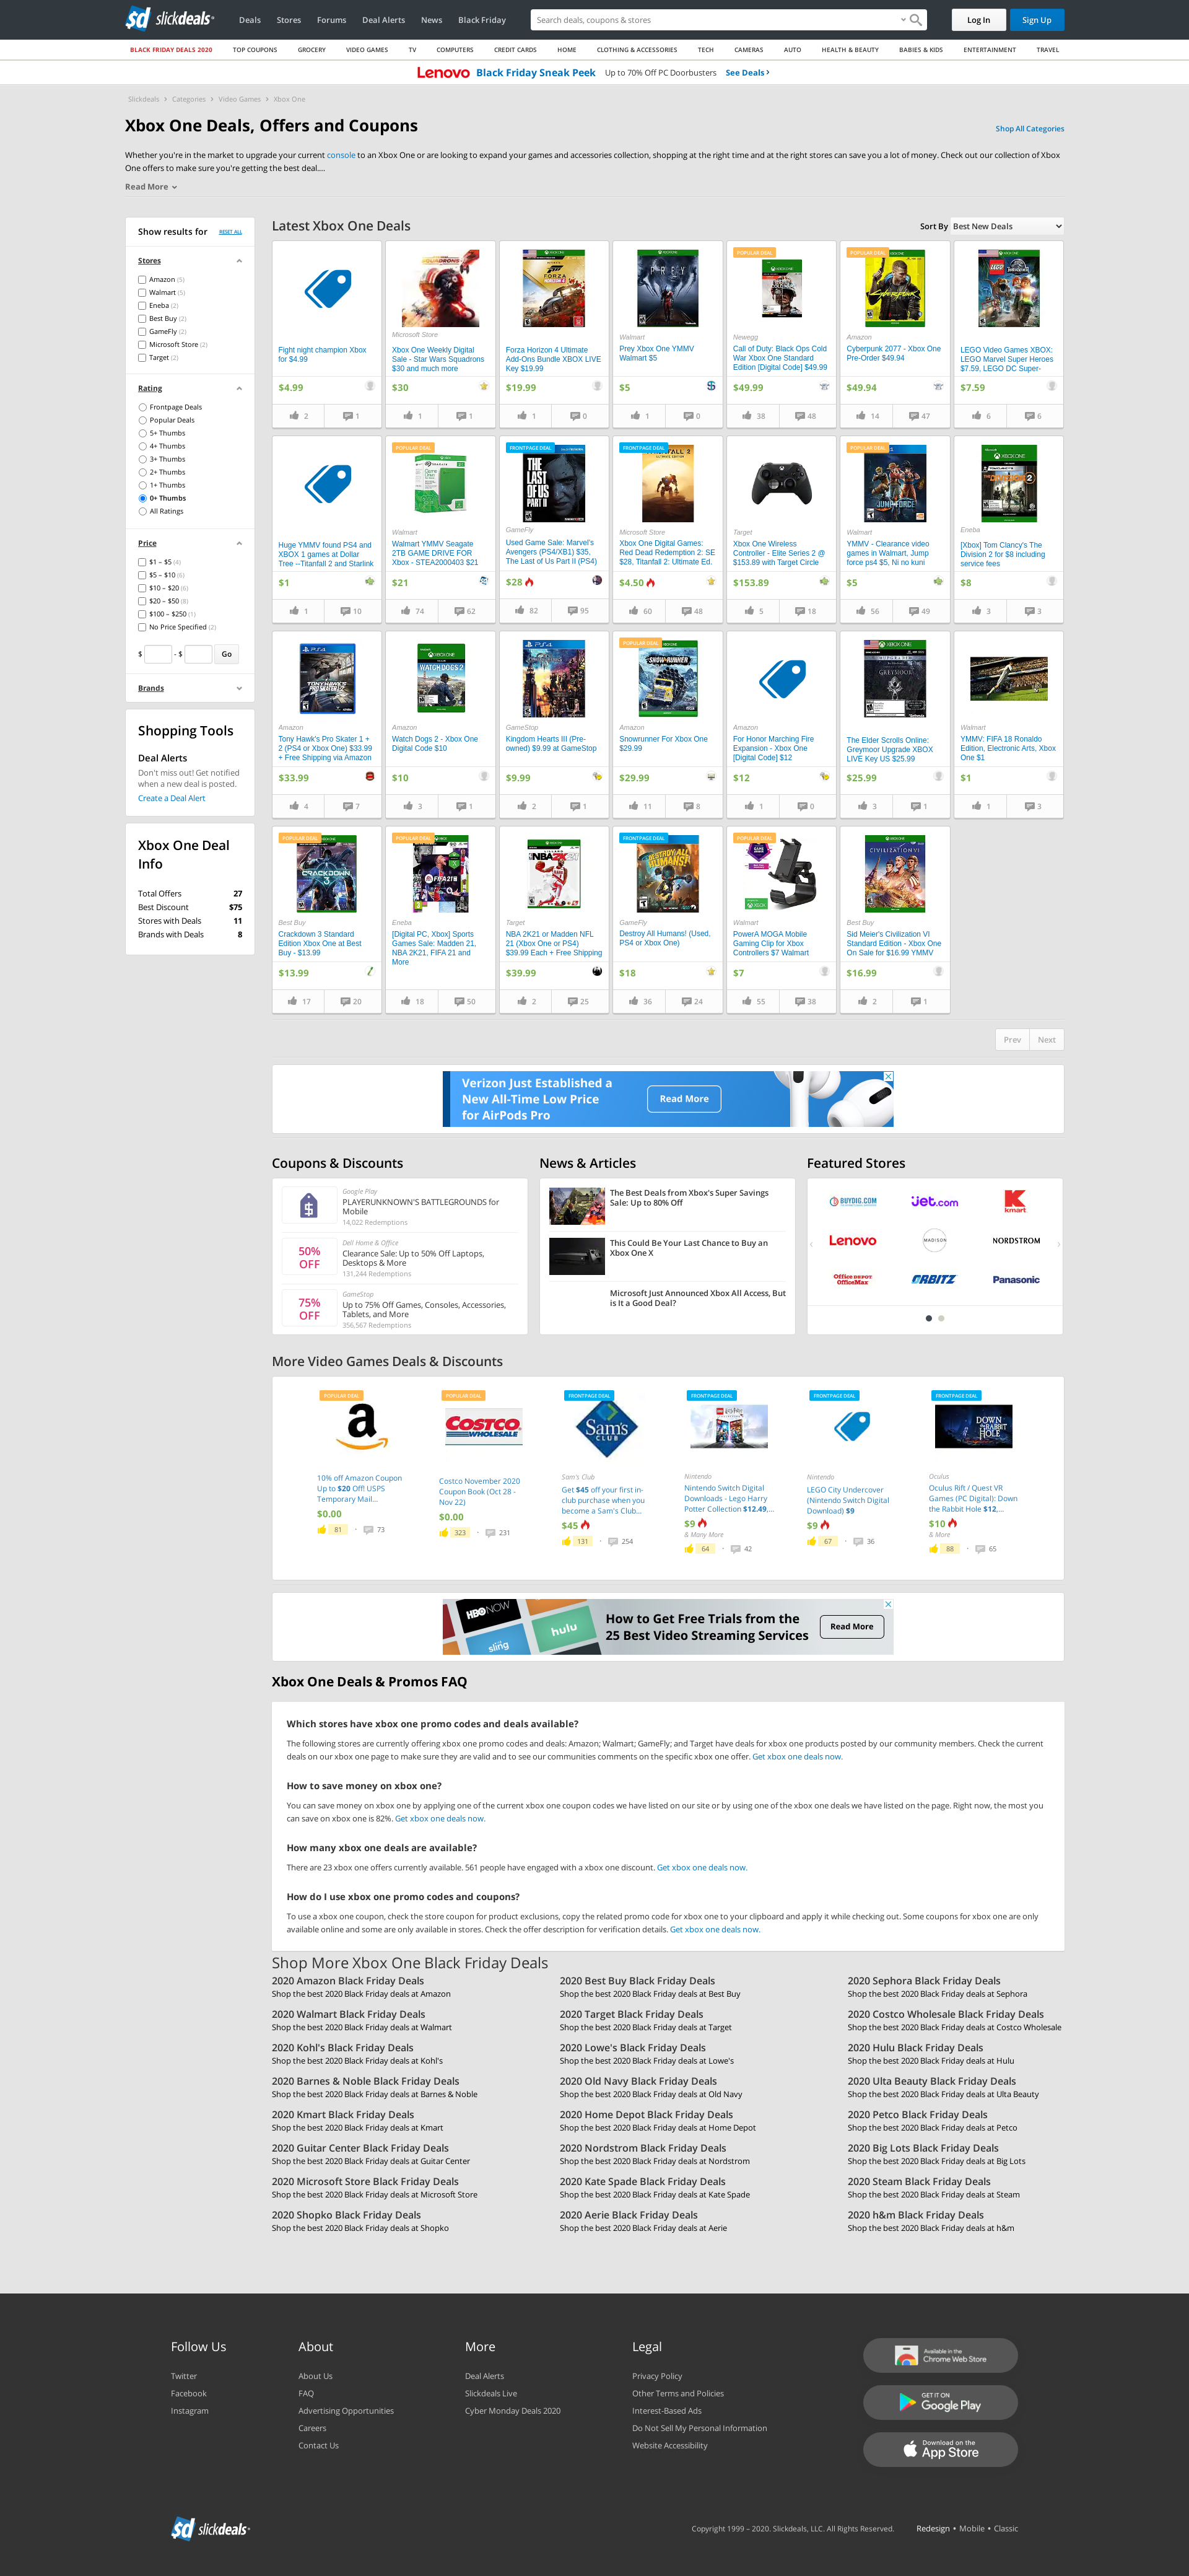 slickdeals
Deals
Stores
Forums
Deal Alerts
News
Black Friday
Search deals, coupons & stores
Log In
Sign Up
BLACK FRIDAY DEALS 2020
TOP COUPONS
GROCERY
VIDEO GAMES
TV
COMPUTERS
CREDIT CARDS
HOME
CLOTHING & ACCESSORIES
TECH
CAMERAS
AUTO
HEALTH & BEAUTY
BABIES & KIDS
ENTERTAINMENT
TRAVEL
Lenovo Black Friday Sneak Peek Up to 70% Off PC Doorbusters See Deals
Slickdeals > Categories > Video Games > Xbox One
Xbox One Deals, Offers and Coupons
Shop All Categories
Whether you're in the market to upgrade your current console to an Xbox One or are looking to expand your games and accessories collection, shopping at the right time and at the right stores can save you a lot of money. Check out our collection of Xbox
One offers to make sure you're getting the best deal....
Read More
Show results for
RESET ALL
Stores
Amazon (5)
Walmart (5)
Eneba (2)
Best Buy (2)
GameFly (2)
Microsoft Store (2)
Target (2)
Rating
Frontpage Deals
Popular Deals
5+ Thumbs
4+ Thumbs
3+ Thumbs
2+ Thumbs
1+ Thumbs
0+ Thumbs
All Ratings
Price
$1 – $5 (4)
$5 – $10 (6)
$10 – $20 (6)
$20 – $50 (8)
$100 – $250 (1)
No Price Specified (2)
$ - $ Go
Brands
Shopping Tools
Deal Alerts
Don't miss out! Get notified
when a new deal is posted.
Create a Deal Alert
Xbox One Deal
Info
Total Offers 27
Best Discount $75
Stores with Deals 11
Brands with Deals 8
Latest Xbox One Deals
Sort By Best New Deals
Fight night champion Xbox
for $4.99
$4.99
2
1
Microsoft Store
Xbox One Weekly Digital
Sale - Star Wars Squadrons
$30 and much more
$30
1
1
Forza Horizon 4 Ultimate
Add-Ons Bundle XBOX LIVE
Key $19.99
$19.99
1
0
Walmart
Prey Xbox One YMMV
Walmart $5
$5
1
0
POPULAR DEAL
Newegg
Call of Duty: Black Ops Cold
War Xbox One Standard
Edition [Digital Code] $49.99
$49.99
38
48
POPULAR DEAL
Amazon
Cyberpunk 2077 - Xbox One
Pre-Order $49.94
$49.94
14
47
LEGO Video Games XBOX:
LEGO Marvel Super Heroes
$7.59, LEGO DC Super-
$7.59
6
6
Huge YMMV found PS4 and
XBOX 1 games at Dollar
Tree --Titanfall 2 and Starlink
$1
1
10
POPULAR DEAL
Walmart
Walmart YMMV Seagate
2TB GAME DRIVE FOR
Xbox - STEA2000403 $21
$21
74
62
FRONTPAGE DEAL
THE
LAST
OF US
PART II
GameFly
Used Game Sale: Marvel's
Avengers (PS4/XB1) $35,
The Last of Us Part II (PS4)
$28
82
95
FRONTPAGE DEAL
Microsoft Store
Xbox One Digital Games:
Red Dead Redemption 2: SE
$28, Titanfall 2: Ultimate Ed.
$4.50
60
48
Target
Xbox One Wireless
Controller - Elite Series 2 @
$153.89 with Target Circle
$153.89
5
18
POPULAR DEAL
JUMP FORCE
Walmart
YMMV - Clearance video
games in Walmart, Jump
force ps4 $5, Ni no kuni
$5
56
49
Eneba
[Xbox] Tom Clancy's The
Division 2 for $8 including
service fees
$8
3
3
Amazon
Tony Hawk's Pro Skater 1 +
2 (PS4 or Xbox One) $33.99
+ Free Shipping via Amazon
$33.99
4
7
WATCH DOGS 2
Amazon
Watch Dogs 2 - Xbox One
Digital Code $10
$10
3
1
GameStop
Kingdom Hearts III (Pre-
owned) $9.99 at GameStop
$9.99
2
1
POPULAR DEAL
SNOWRUNNER
Amazon
Snowrunner For Xbox One
$29.99
$29.99
11
8
Amazon
For Honor Marching Fire
Expansion - Xbox One
[Digital Code] $12
$12
1
0
GREYMOOR
The Elder Scrolls Online:
Greymoor Upgrade XBOX
LIVE Key US $25.99
$25.99
3
1
Walmart
YMMV: FIFA 18 Ronaldo
Edition, Electronic Arts, Xbox
One $1
$1
1
3
POPULAR DEAL
CRACKDOWN 3
Best Buy
Crackdown 3 Standard
Edition Xbox One at Best
Buy - $13.99
$13.99
17
20
POPULAR DEAL
FIFA 21
Eneba
[Digital PC, Xbox] Sports
Games Sale: Madden 21,
NBA 2K21, FIFA 21 and
More
18
50
NBA2K
Target
NBA 2K21 or Madden NFL
21 (Xbox One or PS4)
$39.99 Each + Free Shipping
$39.99
2
25
FRONTPAGE DEAL
DESTROY ALL HUMANS!
GameFly
Destroy All Humans! (Used,
PS4 or Xbox One)
$18
36
24
POPULAR DEAL
Walmart
PowerA MOGA Mobile
Gaming Clip for Xbox
Controllers $7 Walmart
$7
55
38
CIVILIZATION VI
Best Buy
Sid Meier's Civilization VI
Standard Edition - Xbox One
On Sale for $16.99 YMMV
$16.99
2
1
Prev
Next
Verizon Just Established a
New All-Time Low Price
for AirPods Pro
Read More
Coupons & Discounts
Google Play
PLAYERUNKNOWN'S BATTLEGROUNDS for
Mobile
14,022 Redemptions
50%
OFF
Dell Home & Office
Clearance Sale: Up to 50% Off Laptops,
Desktops & More
131,244 Redemptions
75%
OFF
GameStop
Up to 75% Off Games, Consoles, Accessories,
Tablets, and More
356,567 Redemptions
News & Articles
The Best Deals from Xbox's Super Savings
Sale: Up to 80% Off
This Could Be Your Last Chance to Buy an
Xbox One X
Microsoft Just Announced Xbox All Access, But
is It a Good Deal?
Featured Stores
BUYDIG.COM
jet.com
kmart
Lenovo
MADISON
NORDSTROM
Office DEPOT
OfficeMax
ORBITZ
Panasonic
More Video Games Deals & Discounts
POPULAR DEAL
10% off Amazon Coupon
Up to $20 Off! USPS
Temporary Mail...
$0.00
81
73
POPULAR DEAL
COSTCO
WHOLESALE
Costco November 2020
Coupon Book (Oct 28 -
Nov 22)
$0.00
323
231
FRONTPAGE DEAL
Sam's
CLUB
Sam's Club
Get $45 off your first in-
club purchase when you
become a Sam's Club...
$45
131
254
FRONTPAGE DEAL
Nintendo
Nintendo Switch Digital
Downloads - Lego Harry
Potter Collection $12.49,...
$9
& Many More
64
42
FRONTPAGE DEAL
Nintendo
LEGO City Undercover
(Nintendo Switch Digital
Download) $9
$9
67
36
FRONTPAGE DEAL
DOWN
THE RABBIT
HOLE
Oculus
Oculus Rift / Quest VR
Games (PC Digital): Down
the Rabbit Hole $12,...
$10
& More
88
65
HBO NOW
sling
hulu
How to Get Free Trials from the
25 Best Video Streaming Services
Read More
Xbox One Deals & Promos FAQ
Which stores have xbox one promo codes and deals available?
The following stores are currently offering xbox one promo codes and deals: Amazon; Walmart; GameFly; and Target have deals for xbox one products posted by our community members. Check the current
deals on our xbox one page to make sure they are valid and to see our communities comments on the specific xbox one offer. Get xbox one deals now.
How to save money on xbox one?
You can save money on xbox one by applying one of the current xbox one coupon codes we have listed on our site or by using one of the xbox one deals we have listed on the page. Right now, the most you
can save on xbox one is 82%. Get xbox one deals now.
How many xbox one deals are available?
There are 23 xbox one offers currently available. 561 people have engaged with a xbox one discount. Get xbox one deals now.
How do I use xbox one promo codes and coupons?
To use a xbox one coupon, check the store coupon for product exclusions, copy the related promo code for xbox one to your clipboard and apply it while checking out. Some coupons for xbox one are only
available online and some are only available in stores. Check the offer description for verification details. Get xbox one deals now.
Shop More Xbox One Black Friday Deals
2020 Amazon Black Friday Deals
Shop the best 2020 Black Friday deals at Amazon
2020 Best Buy Black Friday Deals
Shop the best 2020 Black Friday deals at Best Buy
2020 Sephora Black Friday Deals
Shop the best 2020 Black Friday deals at Sephora
2020 Walmart Black Friday Deals
Shop the best 2020 Black Friday deals at Walmart
2020 Target Black Friday Deals
Shop the best 2020 Black Friday deals at Target
2020 Costco Wholesale Black Friday Deals
Shop the best 2020 Black Friday deals at Costco Wholesale
2020 Kohl's Black Friday Deals
Shop the best 2020 Black Friday deals at Kohl's
2020 Lowe's Black Friday Deals
Shop the best 2020 Black Friday deals at Lowe's
2020 Hulu Black Friday Deals
Shop the best 2020 Black Friday deals at Hulu
2020 Barnes & Noble Black Friday Deals
Shop the best 2020 Black Friday deals at Barnes & Noble
2020 Old Navy Black Friday Deals
Shop the best 2020 Black Friday deals at Old Navy
2020 Ulta Beauty Black Friday Deals
Shop the best 2020 Black Friday deals at Ulta Beauty
2020 Kmart Black Friday Deals
Shop the best 2020 Black Friday deals at Kmart
2020 Home Depot Black Friday Deals
Shop the best 2020 Black Friday deals at Home Depot
2020 Petco Black Friday Deals
Shop the best 2020 Black Friday deals at Petco
2020 Guitar Center Black Friday Deals
Shop the best 2020 Black Friday deals at Guitar Center
2020 Nordstrom Black Friday Deals
Shop the best 2020 Black Friday deals at Nordstrom
2020 Big Lots Black Friday Deals
Shop the best 2020 Black Friday deals at Big Lots
2020 Microsoft Store Black Friday Deals
Shop the best 2020 Black Friday deals at Microsoft Store
2020 Kate Spade Black Friday Deals
Shop the best 2020 Black Friday deals at Kate Spade
2020 Steam Black Friday Deals
Shop the best 2020 Black Friday deals at Steam
2020 Shopko Black Friday Deals
Shop the best 2020 Black Friday deals at Shopko
2020 Aerie Black Friday Deals
Shop the best 2020 Black Friday deals at Aerie
2020 h&m Black Friday Deals
Shop the best 2020 Black Friday deals at h&m
Follow Us
Twitter
Facebook
Instagram
About
About Us
FAQ
Advertising Opportunities
Careers
Contact Us
More
Deal Alerts
Slickdeals Live
Cyber Monday Deals 2020
Legal
Privacy Policy
Other Terms and Policies
Interest-Based Ads
Do Not Sell My Personal Information
Website Accessibility
Available in the
Chrome Web Store
GET IT ON
Google Play
Download on the
App Store
slickdeals
Copyright 1999 – 2020. Slickdeals, LLC. All Rights Reserved.
Redesign • Mobile • Classic